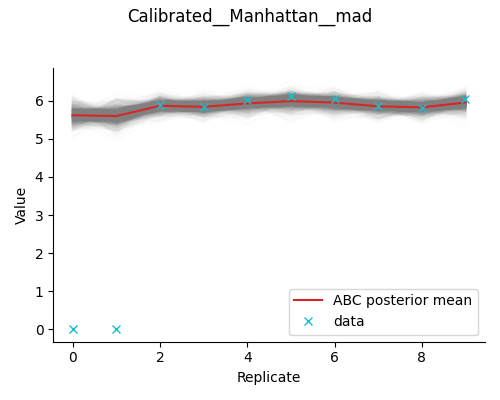 Calibrated__Manhattan__mad
Value
6
5
4
3
2
1
0
0 2 4 6 8
Replicate
ABC posterior mean
data